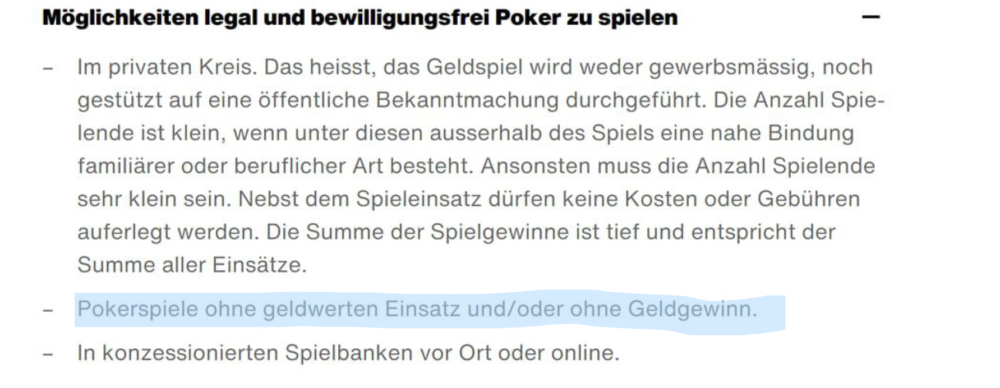 Möglichkeiten legal und bewilligungsfrei Poker zu spielen –
– Im privaten Kreis. Das heisst, das Geldspiel wird weder gewerbsmässig, noch
gestützt auf eine öffentliche Bekanntmachung durchgeführt. Die Anzahl Spie-
lende ist klein, wenn unter diesen ausserhalb des Spiels eine nahe Bindung
familiärer oder beruflicher Art besteht. Ansonsten muss die Anzahl Spielende
sehr klein sein. Nebst dem Spieleinsatz dürfen keine Kosten oder Gebühren
auferlegt werden. Die Summe der Spielgewinne ist tief und entspricht der
Summe aller Einsätze.
– Pokerspiele ohne geldwerten Einsatz und/oder ohne Geldgewinn.
– In konzessionierten Spielbanken vor Ort oder online.